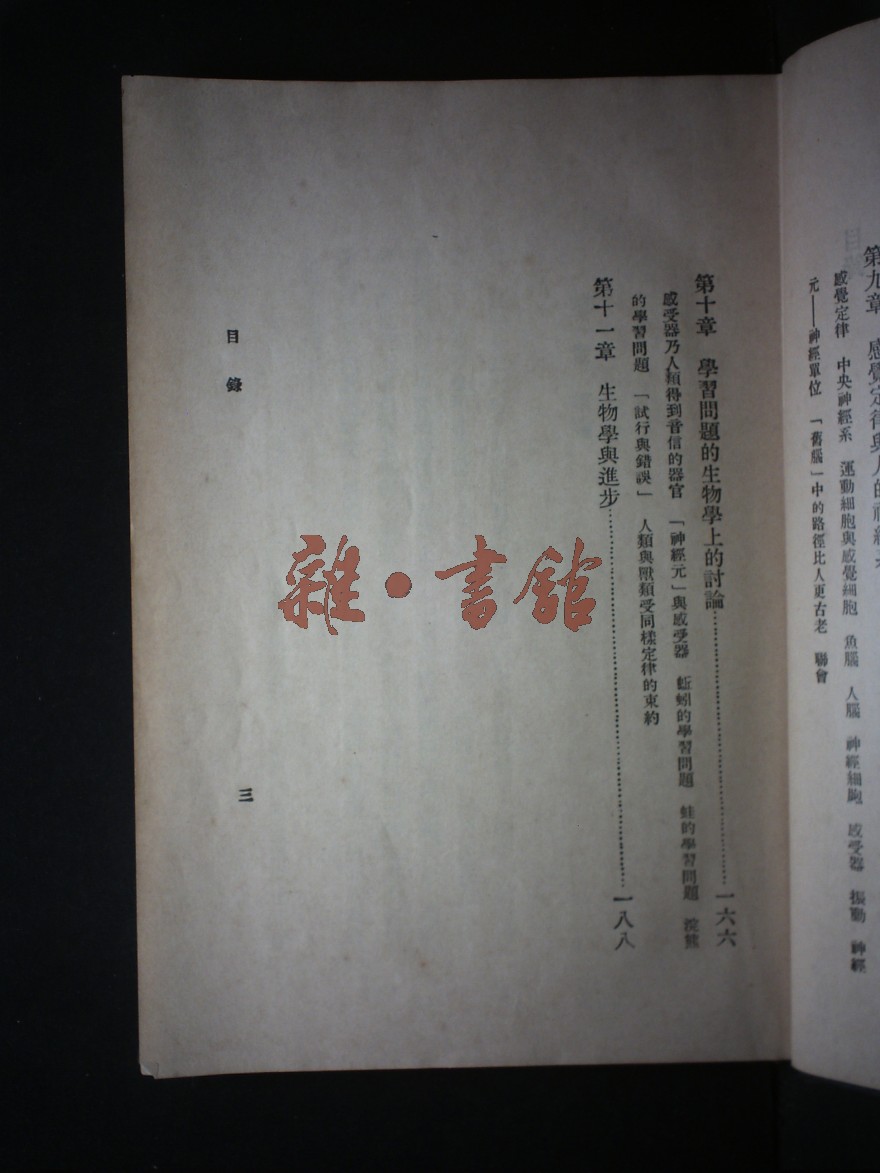 第九章 感覺定律與人的神經系
感覺定律 中央神經系 運動細胞與感覺細胞 魚腦 人腦 神經細胞 感受器 振動 神經
元——神經單位 「舊腦」中的路徑比人更古老 聯會
第十章 學習問題的生物學上的討論……一六六
感受器乃人類得到音信的器官 「神經元」與感受器 蚯蚓的學習問題 蛙的學習問題 浣熊
的學習問題 「試行與錯誤」 人類與獸類受同樣定律的束約
第十一章 生物學與進步……一八八
目錄
三
雜·書館